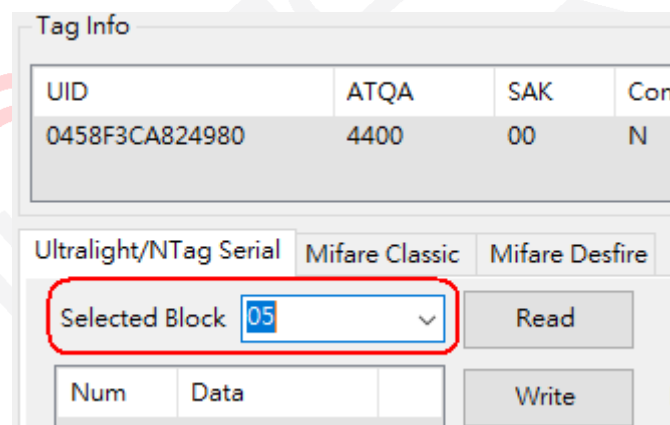 Tag Info
UID ATQA SAK
0458F3CA824980 4400 00 N
Ultralight/NTag Serial Mifare Classic Mifare Desfire
Selected Block 05 Read
Num Data Write